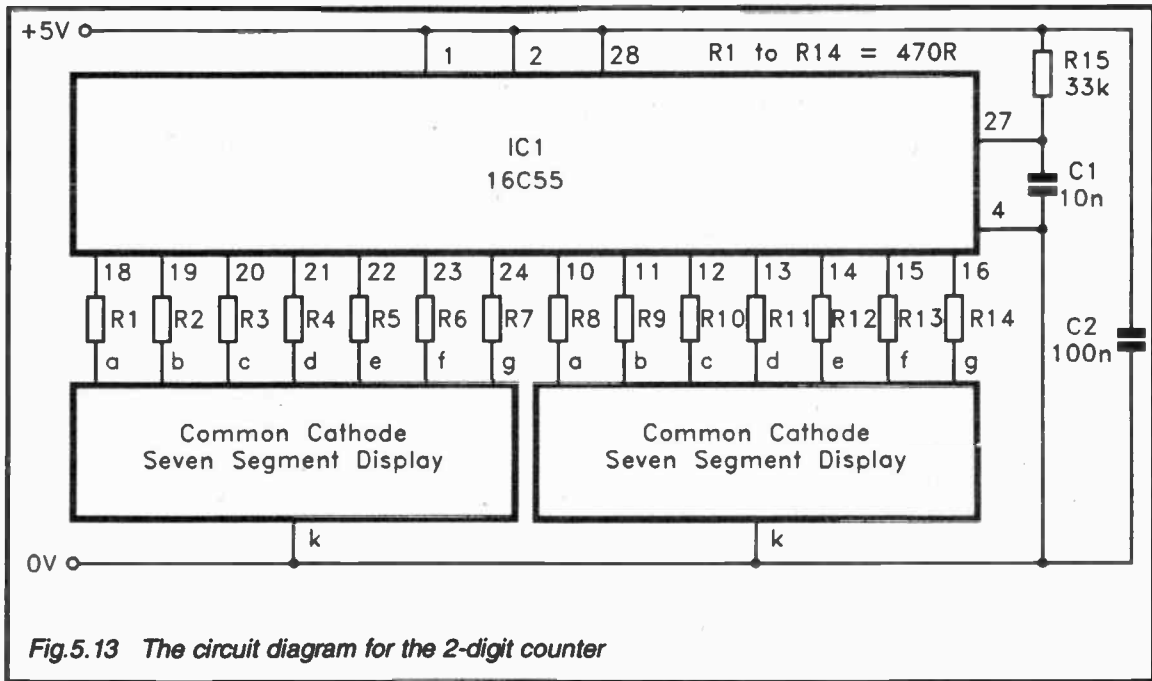 +5V
1 2 28 R1 to R14 = 470R
R15
33k
27
IC1
16C55
C1
10n
4
18 19 20 21 22 23 24 10 11 12 13 14 15 16
R1 R2 R3 R4 R5 R6 R7 R8 R9 R10 R11 R12 R13 R14
C2
100n
a b c d e f g a b c d e f g
Common Cathode
Seven Segment Display
Common Cathode
Seven Segment Display
k k
0V
Fig.5.13 The circuit diagram for the 2-digit counter